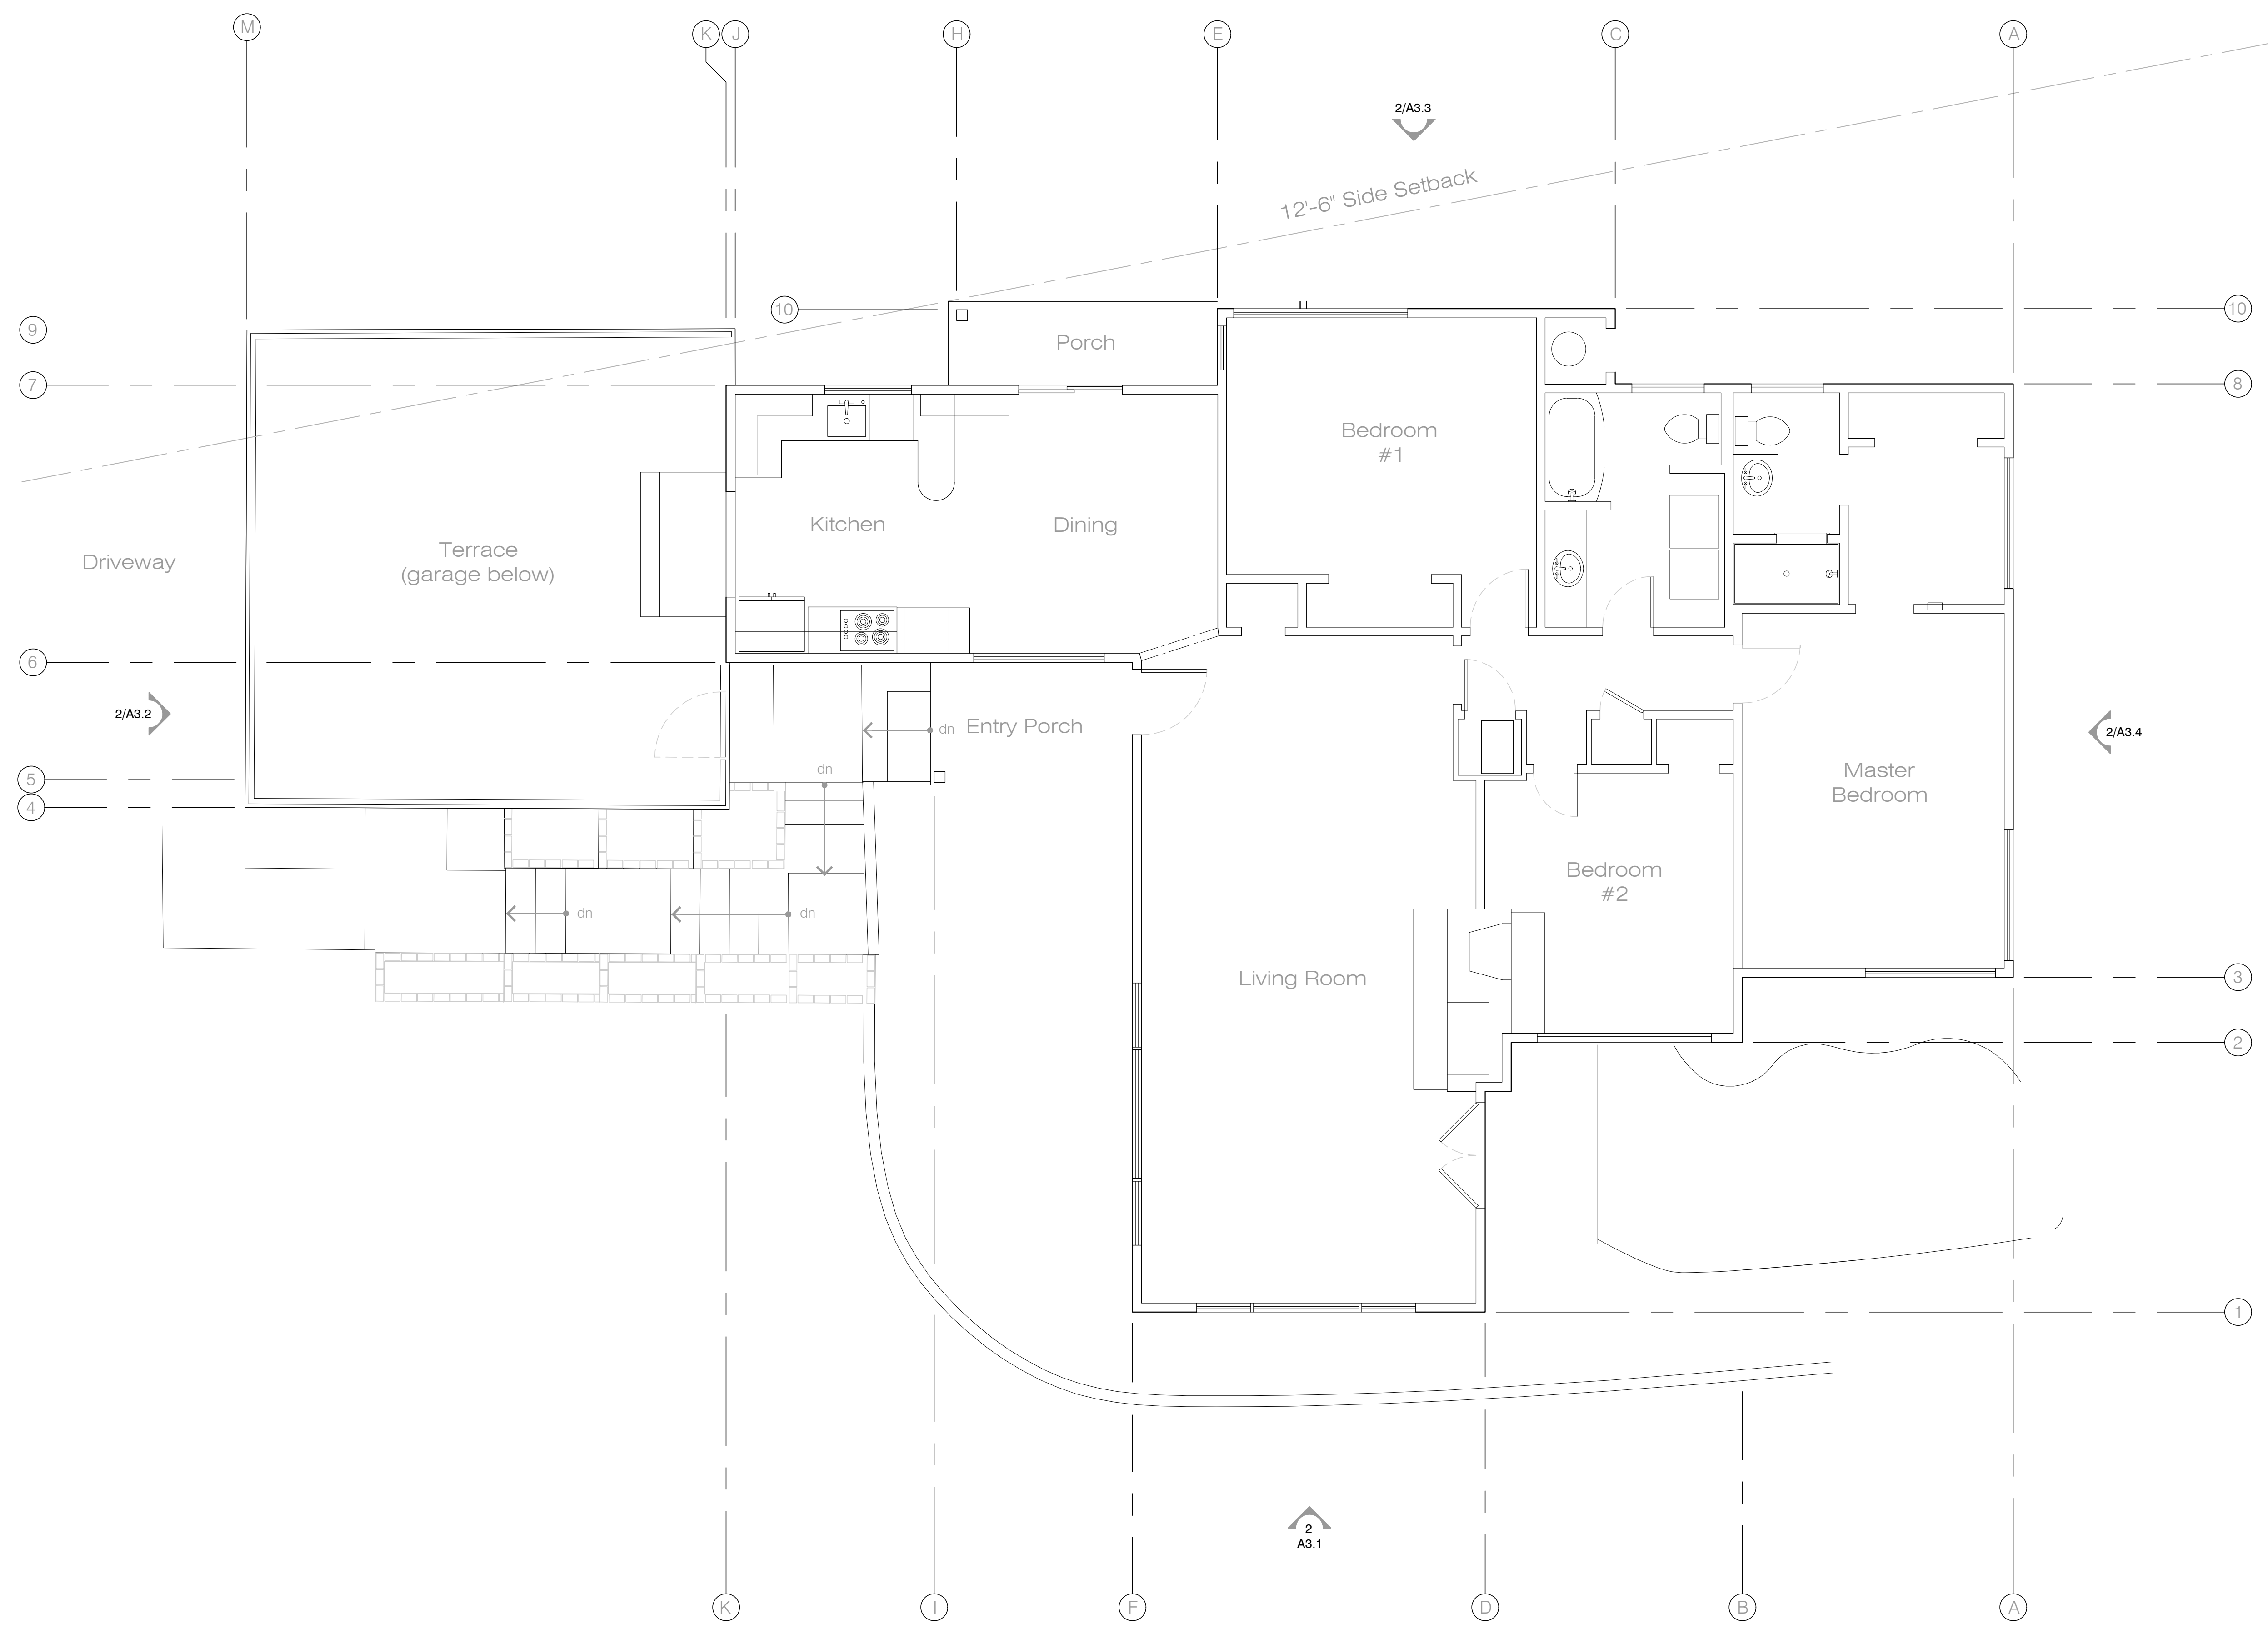 M
K
J
H
E
C
A
2/A3.3
12'-6" Side Setback
10
10
9
Porch
7
8
Bedroom
#1
Kitchen
Dining
Terrace
(garage below)
Driveway
6
2/A3.2
dn
Entry Porch
2/A3.4
5
dn
Master
Bedroom
4
Bedroom
#2
dn
dn
Living Room
3
2
1
2
A3.1
K
I
F
D
B
A